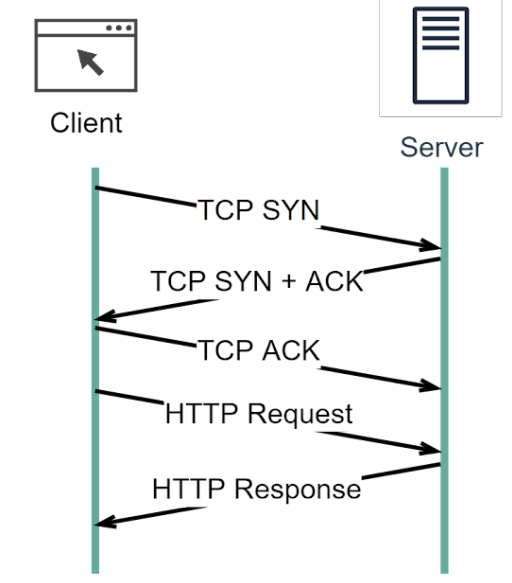 Client
Server
TCP SYN
TCP SYN + ACK
TCP ACK
HTTP Request
HTTP Response